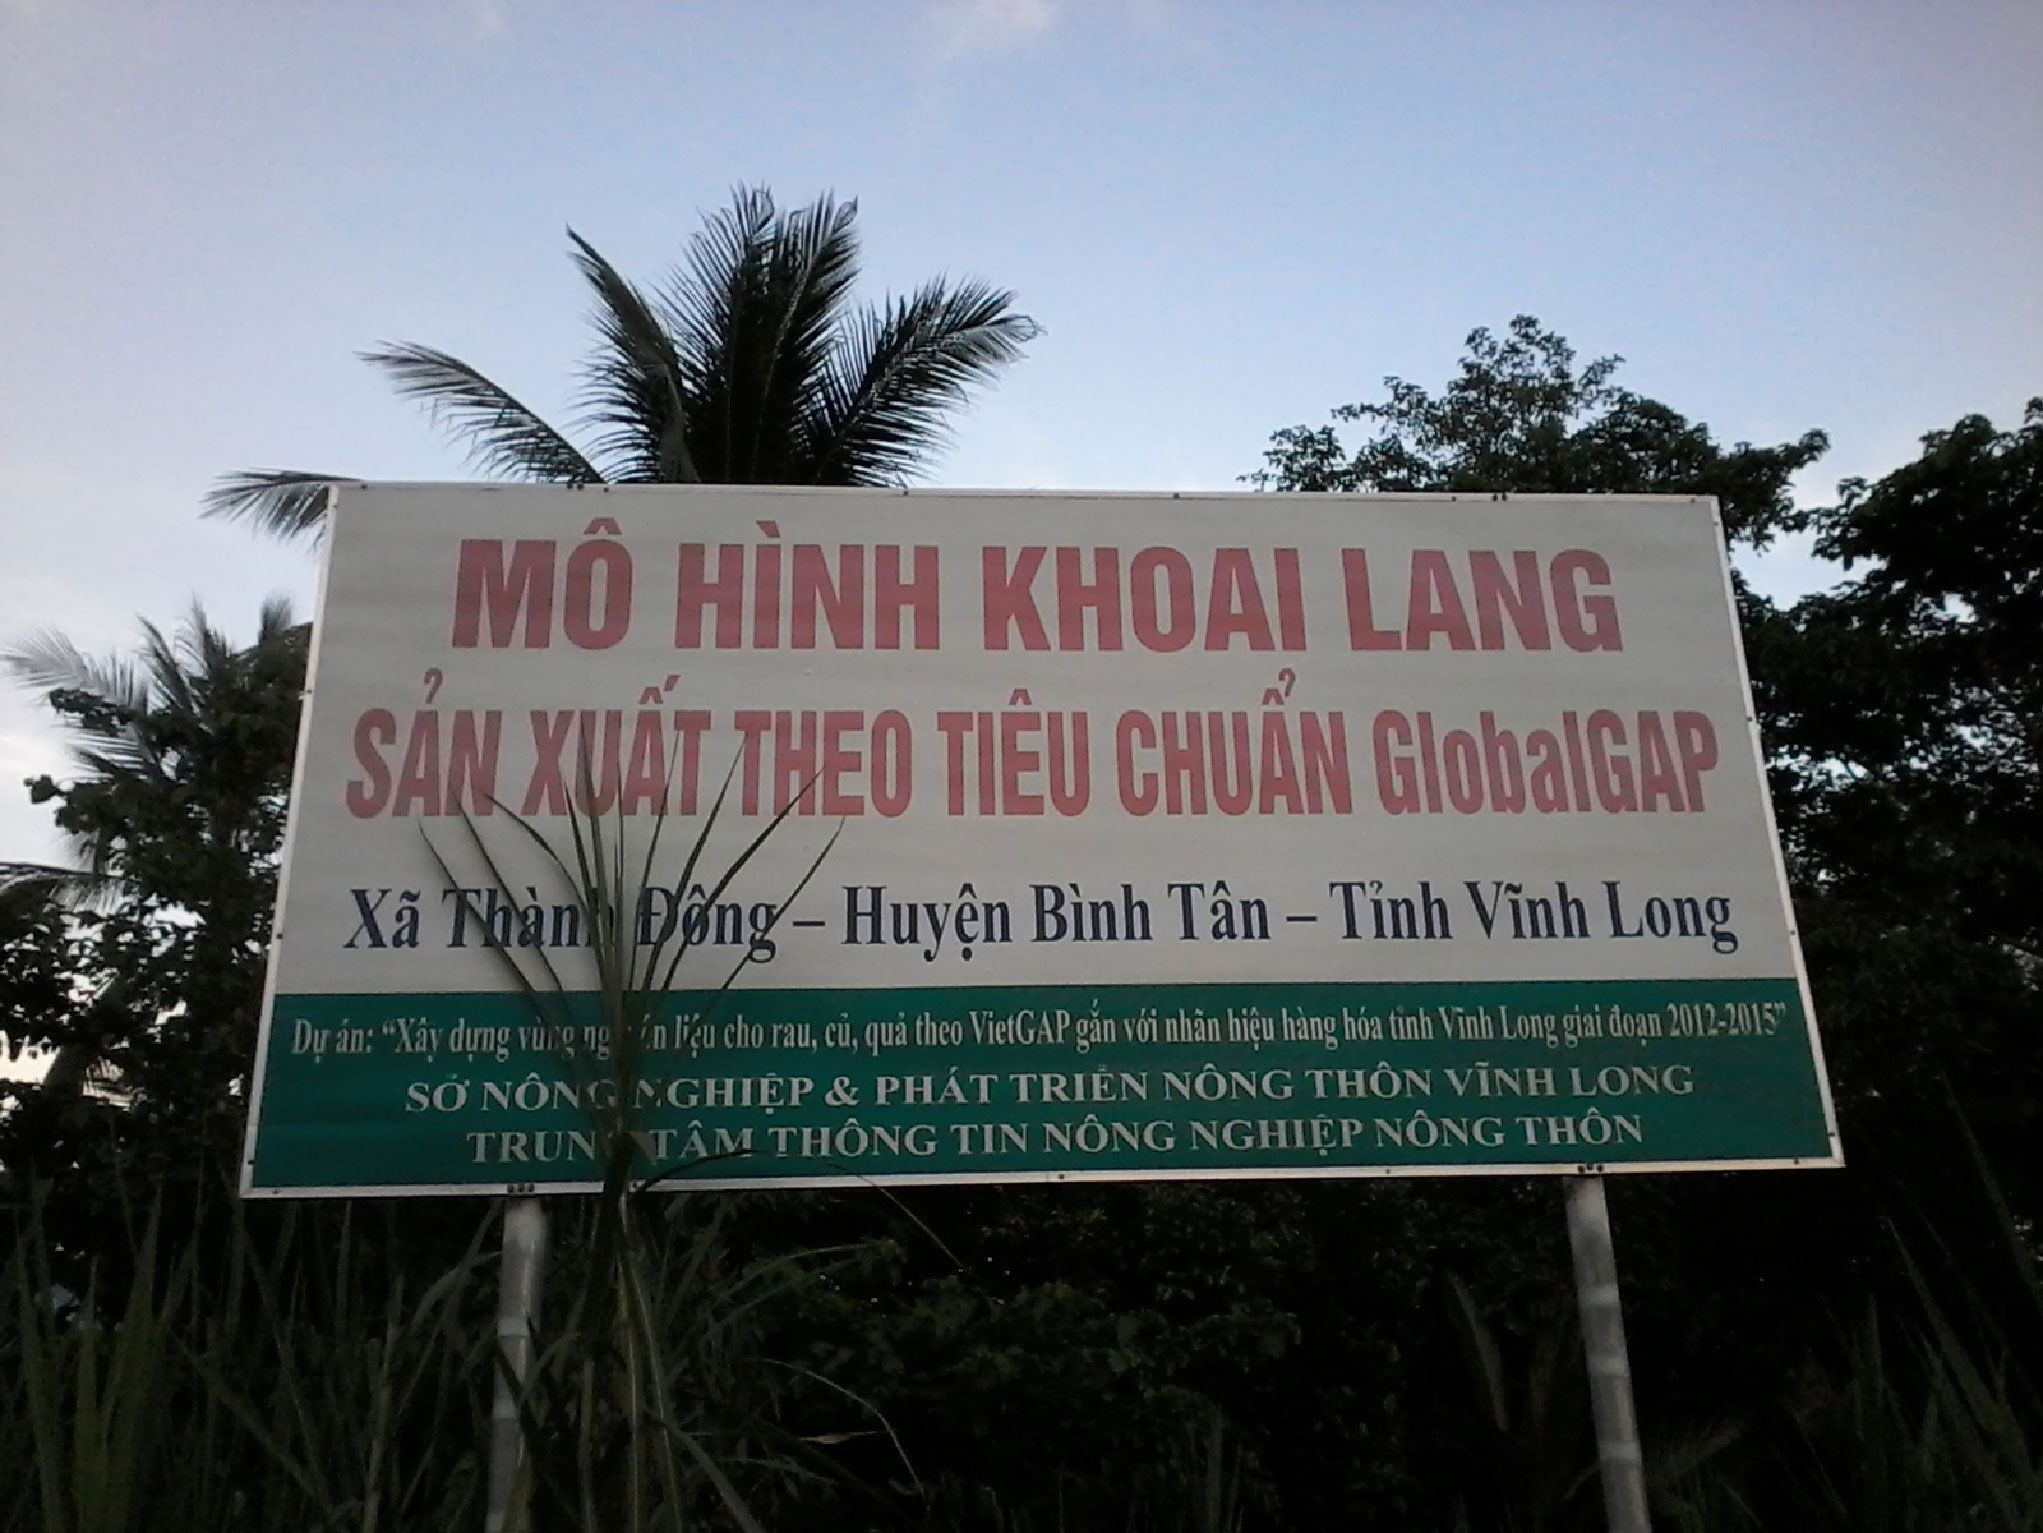 MÔ HÌNH KHOAI LANG
SẢN XUẤT THEO TIÊU CHUẨN GlobalGAP
Xã Thành Đông – Huyện Bình Tân – Tỉnh Vĩnh Long
Dự án: “Xây dựng vùng nguyên liệu cho rau, củ, quả theo VietGAP gắn với nhãn hiệu hàng hóa tỉnh Vĩnh Long giai đoạn 2012-2015”
SỞ NÔNG NGHIỆP & PHÁT TRIỂN NÔNG THÔN VĨNH LONG
TRUNG TÂM THÔNG TIN NÔNG NGHIỆP NÔNG THÔN